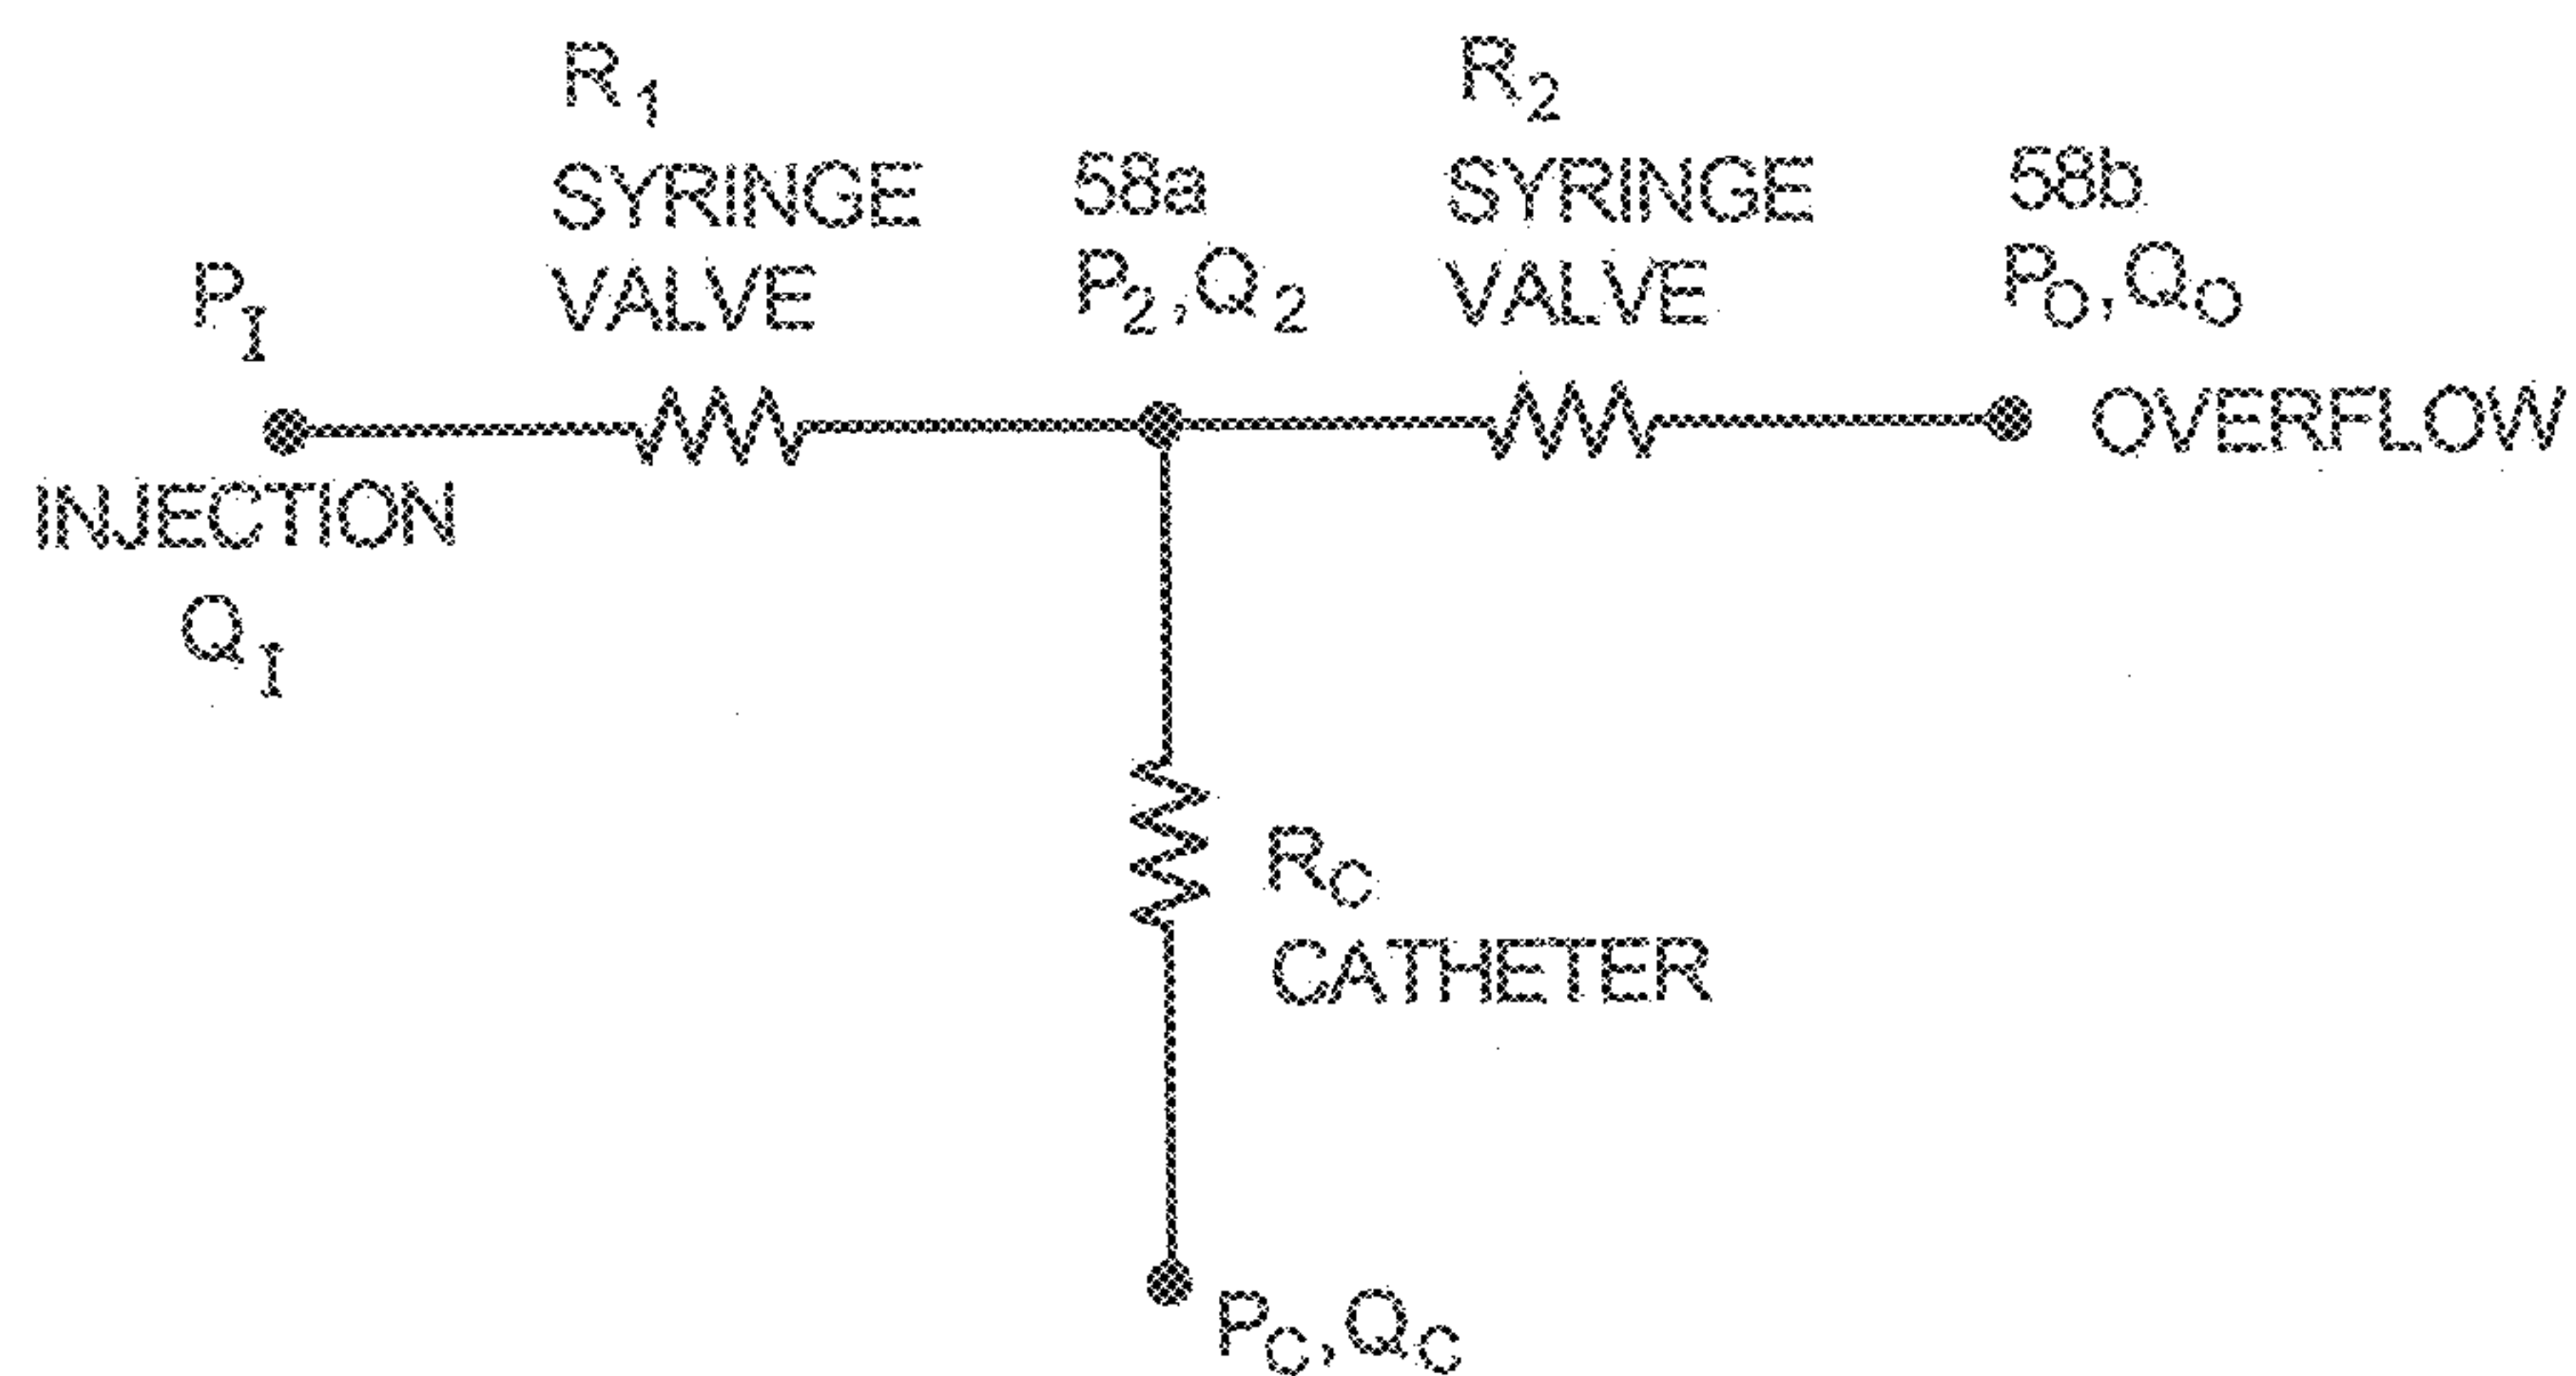 R₁
SYRINGE
VALVE
P_I
INJECTION
Q_I
58a
P₂,Q₂
R₂
SYRINGE
VALVE
58b
P_O,Q_O
OVERFLOW
R_C
CATHETER
P_C,Q_C